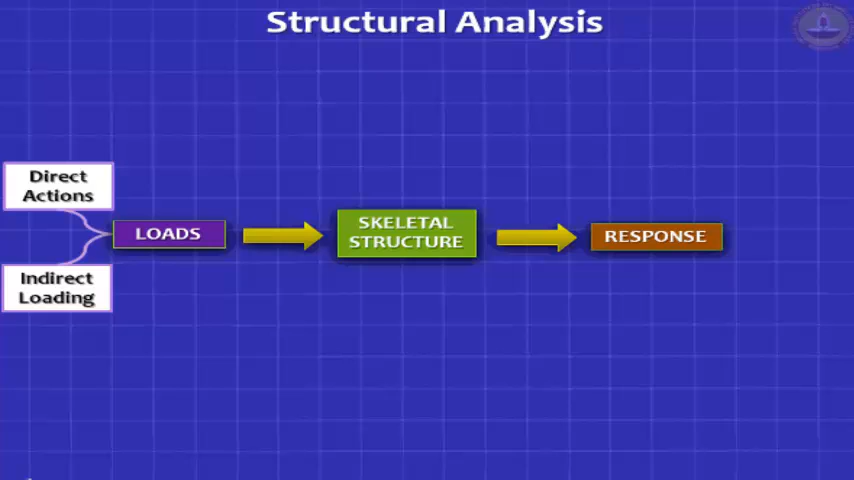 Structural Analysis
Direct
Actions
LOADS
SKELETAL
STRUCTURE
RESPONSE
Indirect
Loading